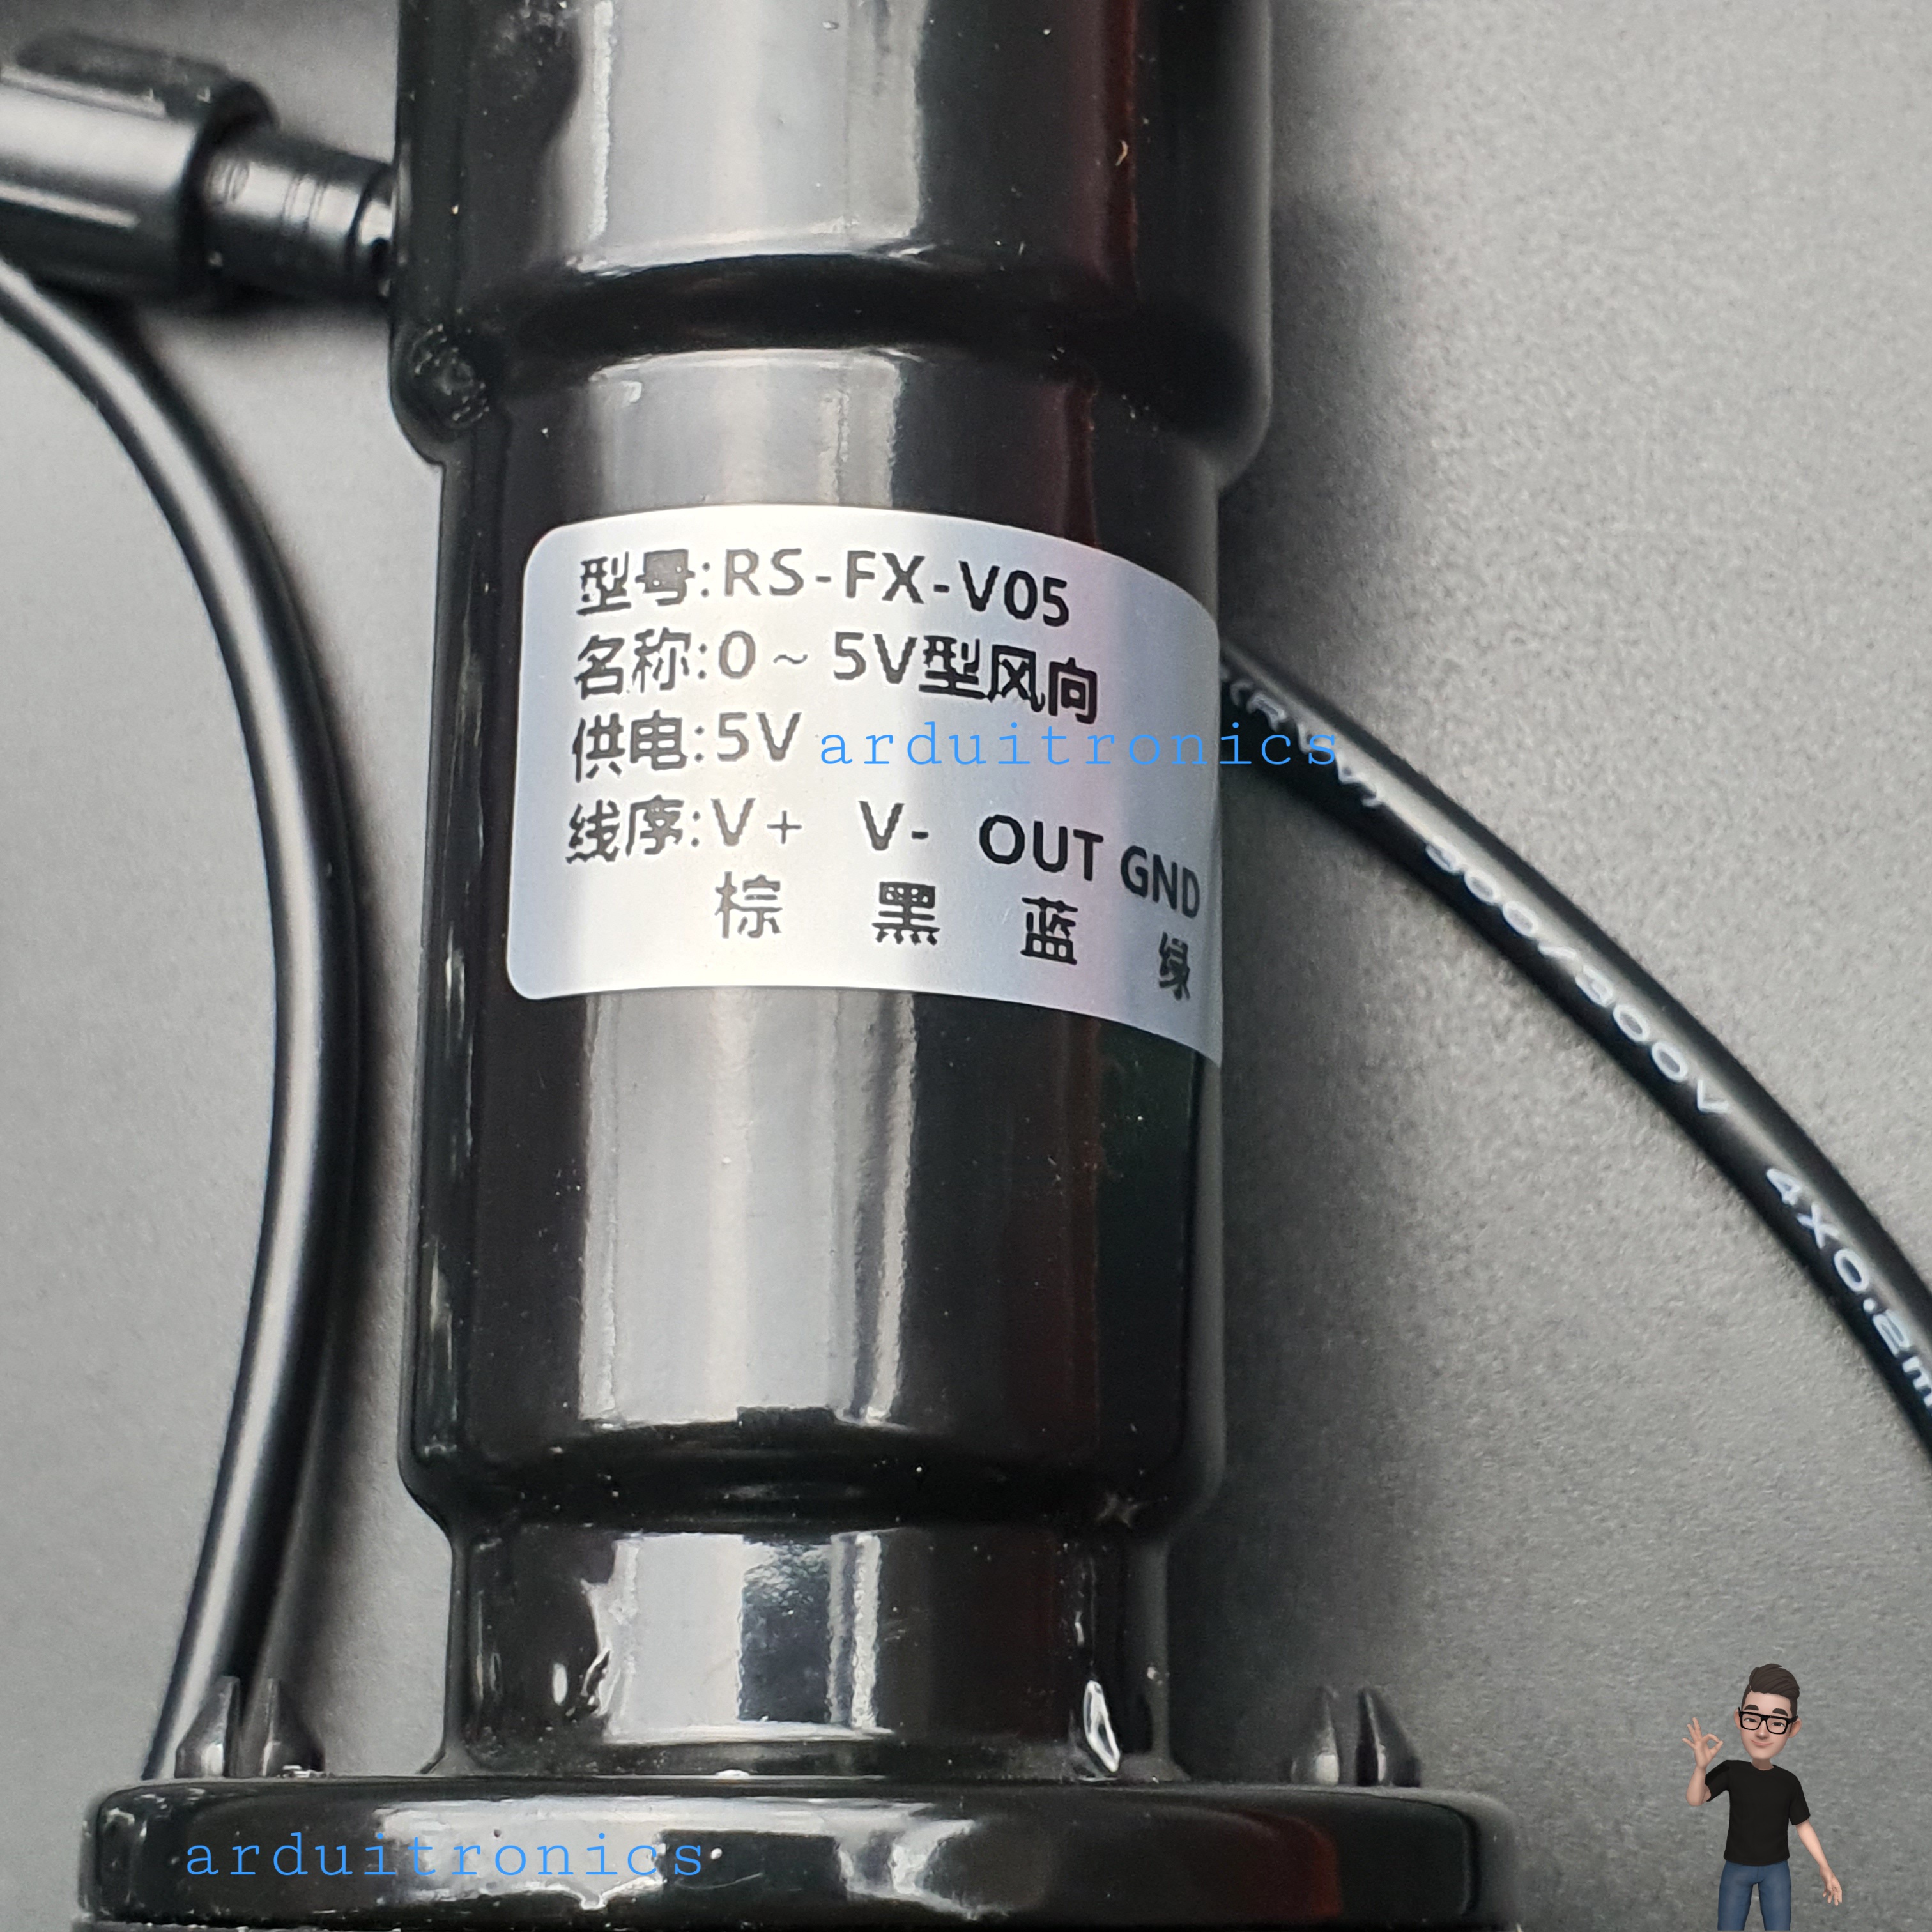 型号:RS-FX-V05
名称:0～5V型风向
供电:5V
arduitronics
线序:V+ V- OUT GND
棕 黑 蓝 绿
300/300V 4X0.2m
arduitronics